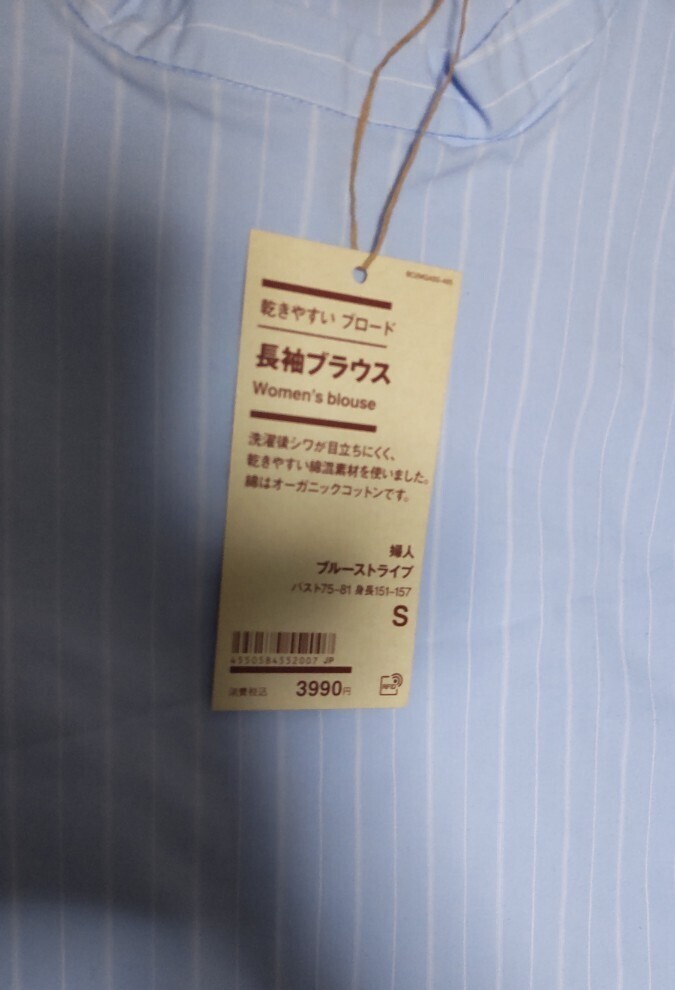 乾きやすい ブロード
長袖ブラウス
Women's blouse
洗濯後シワが目立ちにくく、
乾きやすい綿混素材を使いました。
綿はオーガニックコットンです。
婦人
ブルーストライプ
バスト75-81 身長151-157
S
4550584552007 JP
消費税込 3990円
RFID